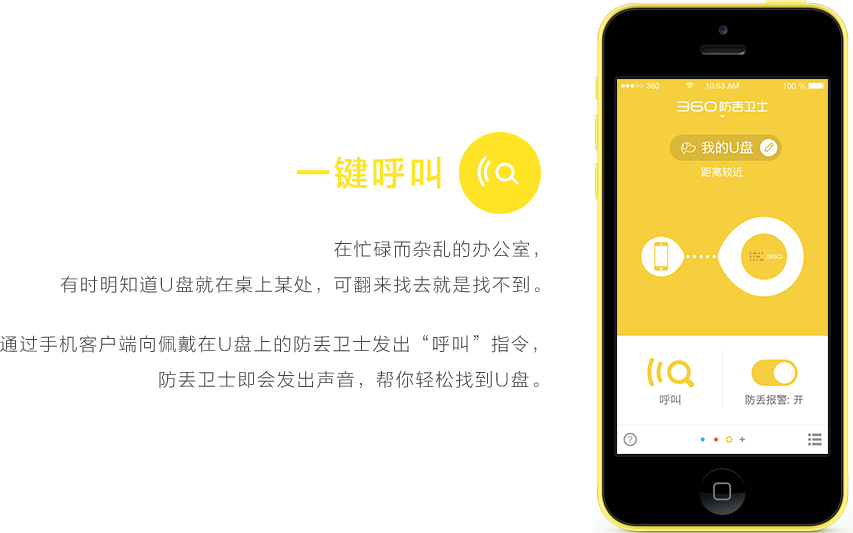 一键呼叫
在忙碌而杂乱的办公室，
有时明知道U盘就在桌上某处，可翻来找去就是找不到。
通过手机客户端向佩戴在U盘上的防丢卫士发出“呼叫”指令，
防丢卫士即会发出声音，帮你轻松找到U盘。
360 10:53 AM 100 %
360防丢卫士
我的U盘
距离较近
360
呼叫 防丢报警: 开
?